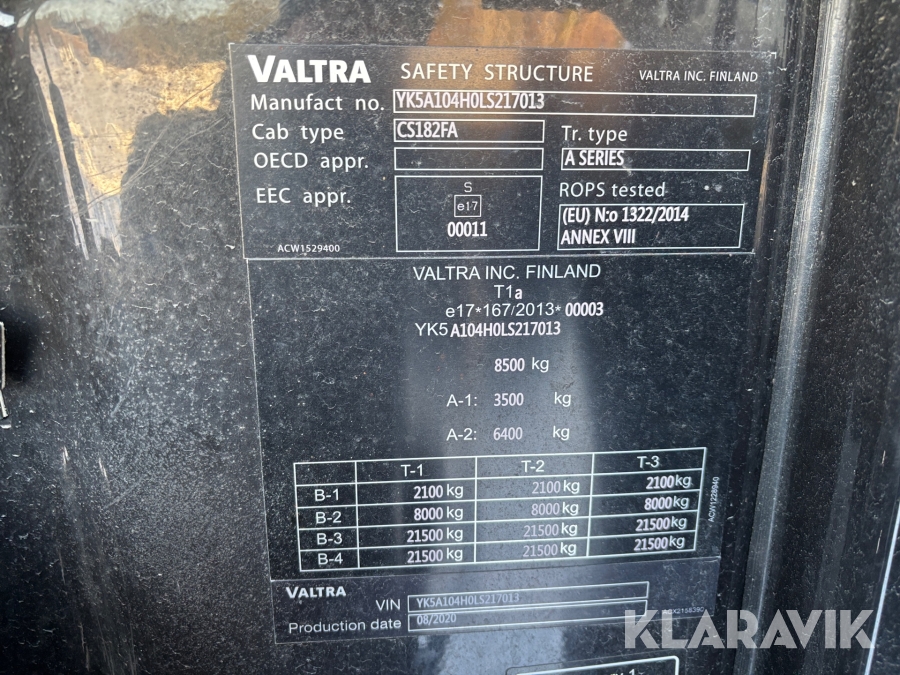 VALTRA SAFETY STRUCTURE VALTRA INC. FINLAND
Manufact no. YK5A104H0LS217013
Cab type CS182FA Tr. type
OECD appr. A SERIES
EEC appr. S ROPS tested
e17 (EU) N:o 1322/2014
00011 ANNEX VIII
ACW1529400
VALTRA INC. FINLAND
T1a
e17*167/2013*00003
YK5 A104H0LS217013
8500 kg
A-1: 3500 kg
A-2: 6400 kg
T-1 T-2 T-3
B-1 2100 kg 2100 kg 2100 kg
B-2 8000 kg 8000 kg 8000 kg
B-3 21500 kg 21500 kg 21500 kg
B-4 21500 kg 21500 kg 21500 kg
ACW1228940
VALTRA
VIN YK5A104H0LS217013
Production date 08/2020
KLARAVIK